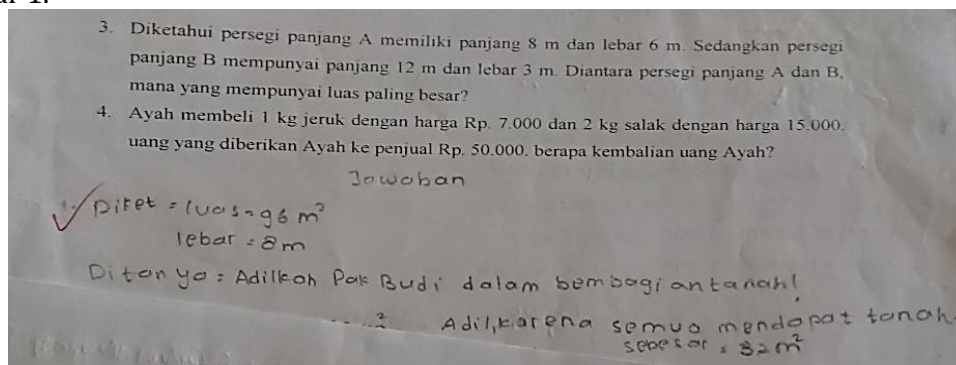 3. Diketahui persegi panjang A memiliki panjang 8 m dan lebar 6 m. Sedangkan persegi
panjang B mempunyai panjang 12 m dan lebar 3 m. Diantara persegi panjang A dan B,
mana yang mempunyai luas paling besar?
4. Ayah membeli 1 kg jeruk dengan harga Rp. 7.000 dan 2 kg salak dengan harga 15.000.
uang yang diberikan Ayah ke penjual Rp. 50.000. berapa kembalian uang Ayah?
Jawaban
Diket = luas = 96 m²
lebar = 8 m
Ditanya = Adilkah Pak Budi dalam bembagiantanah!
Adil, karena semua mendapat tanah
sebesar = 32 m²